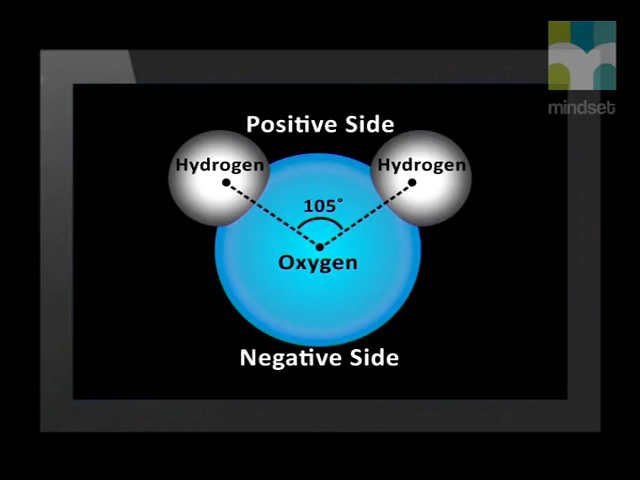 mindset
Positive Side
Hydrogen Hydrogen
105°
Oxygen
Negative Side